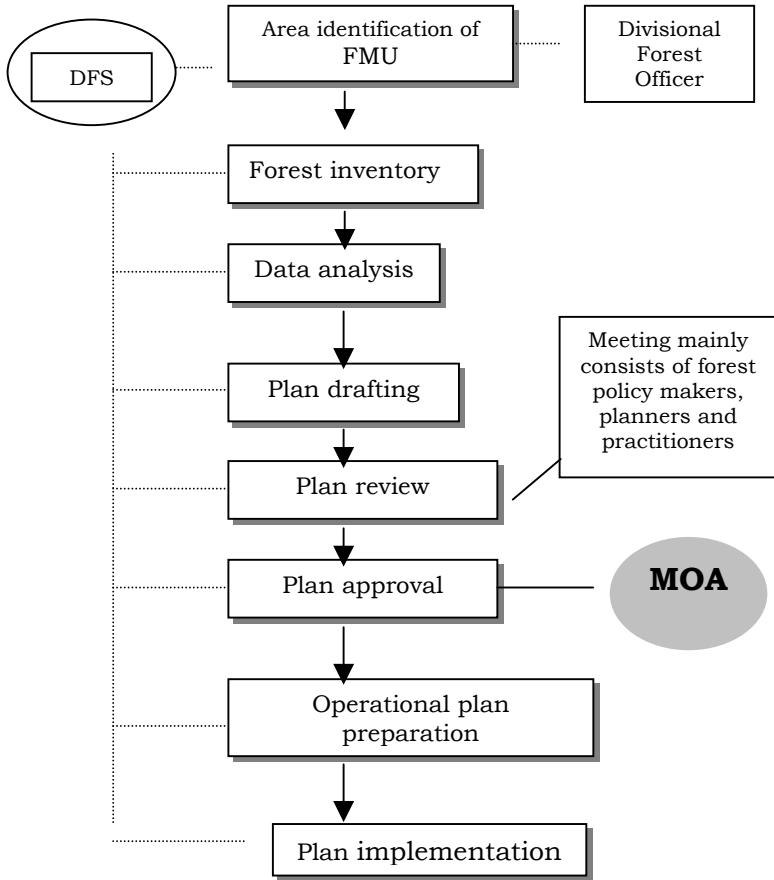 DFS
Area identification of
FMU
Divisional
Forest
Officer
Forest inventory
Data analysis
Plan drafting
Meeting mainly
consists of forest
policy makers,
planners and
practitioners
Plan review
Plan approval
MOA
Operational plan
preparation
Plan implementation